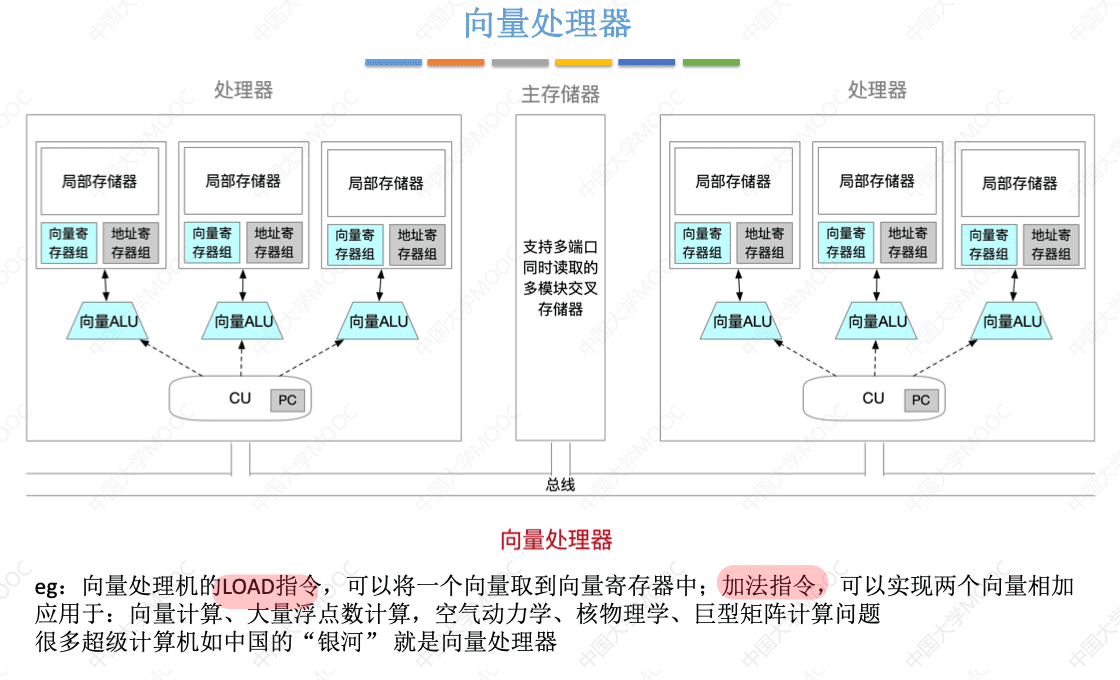 向量处理器
处理器
主存储器
处理器
局部存储器
局部存储器
局部存储器
向量寄
存器组
地址寄
存器组
向量寄
存器组
地址寄
存器组
向量寄
存器组
地址寄
存器组
向量ALU
向量ALU
向量ALU
CU
PC
支持多端口
同时读取的
多模块交叉
存储器
局部存储器
局部存储器
局部存储器
向量寄
存器组
地址寄
存器组
向量寄
存器组
地址寄
存器组
向量寄
存器组
地址寄
存器组
向量ALU
向量ALU
向量ALU
CU
PC
总线
向量处理器
eg：向量处理机的LOAD指令，可以将一个向量取到向量寄存器中；加法指令，可以实现两个向量相加
应用于：向量计算、大量浮点数计算，空气动力学、核物理学、巨型矩阵计算问题
很多超级计算机如中国的“银河” 就是向量处理器
中国大学MOOC